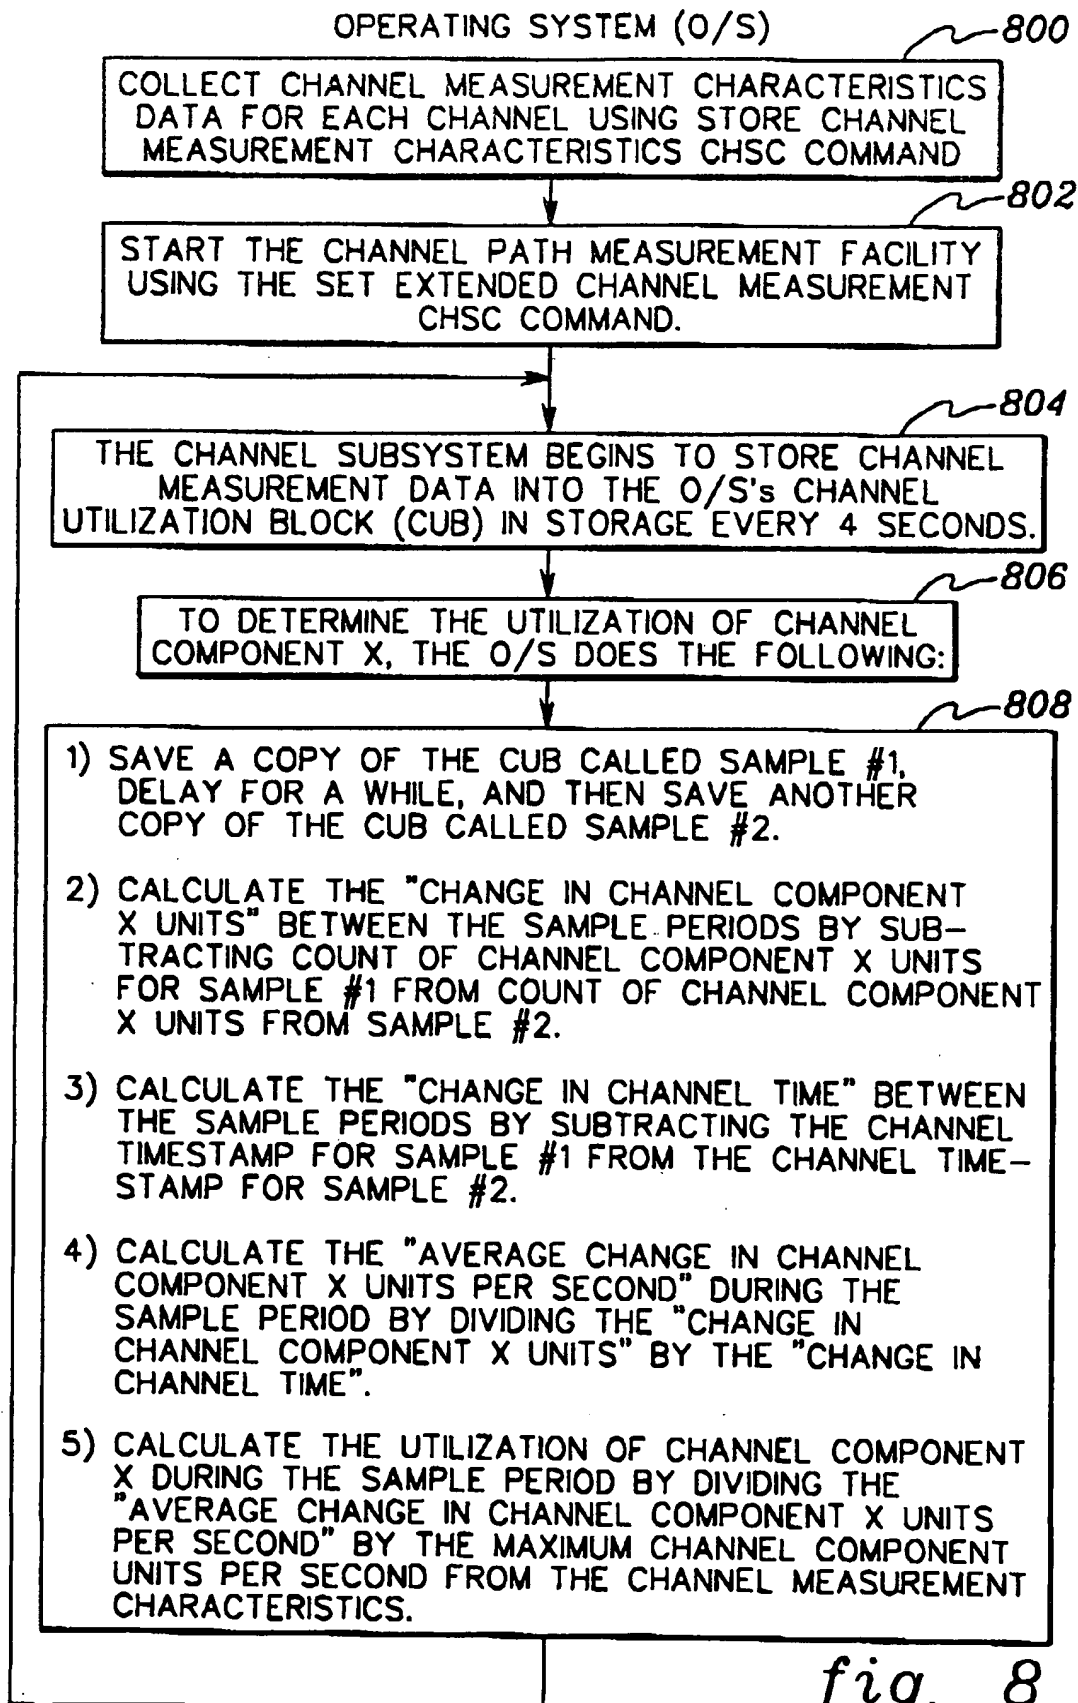 OPERATING SYSTEM (O/S)
800
COLLECT CHANNEL MEASUREMENT CHARACTERISTICS
DATA FOR EACH CHANNEL USING STORE CHANNEL
MEASUREMENT CHARACTERISTICS CHSC COMMAND
802
START THE CHANNEL PATH MEASUREMENT FACILITY
USING THE SET EXTENDED CHANNEL MEASUREMENT
CHSC COMMAND.
804
THE CHANNEL SUBSYSTEM BEGINS TO STORE CHANNEL
MEASUREMENT DATA INTO THE O/S's CHANNEL
UTILIZATION BLOCK (CUB) IN STORAGE EVERY 4 SECONDS.
806
TO DETERMINE THE UTILIZATION OF CHANNEL
COMPONENT X, THE O/S DOES THE FOLLOWING:
808
1) SAVE A COPY OF THE CUB CALLED SAMPLE #1,
DELAY FOR A WHILE, AND THEN SAVE ANOTHER
COPY OF THE CUB CALLED SAMPLE #2.
2) CALCULATE THE "CHANGE IN CHANNEL COMPONENT
X UNITS" BETWEEN THE SAMPLE PERIODS BY SUB-
TRACTING COUNT OF CHANNEL COMPONENT X UNITS
FOR SAMPLE #1 FROM COUNT OF CHANNEL COMPONENT
X UNITS FROM SAMPLE #2.
3) CALCULATE THE "CHANGE IN CHANNEL TIME" BETWEEN
THE SAMPLE PERIODS BY SUBTRACTING THE CHANNEL
TIMESTAMP FOR SAMPLE #1 FROM THE CHANNEL TIME-
STAMP FOR SAMPLE #2.
4) CALCULATE THE "AVERAGE CHANGE IN CHANNEL
COMPONENT X UNITS PER SECOND" DURING THE
SAMPLE PERIOD BY DIVIDING THE "CHANGE IN
CHANNEL COMPONENT X UNITS" BY THE "CHANGE IN
CHANNEL TIME".
5) CALCULATE THE UTILIZATION OF CHANNEL COMPONENT
X DURING THE SAMPLE PERIOD BY DIVIDING THE
"AVERAGE CHANGE IN CHANNEL COMPONENT X UNITS
PER SECOND" BY THE MAXIMUM CHANNEL COMPONENT
UNITS PER SECOND FROM THE CHANNEL MEASUREMENT
CHARACTERISTICS.
fig. 8